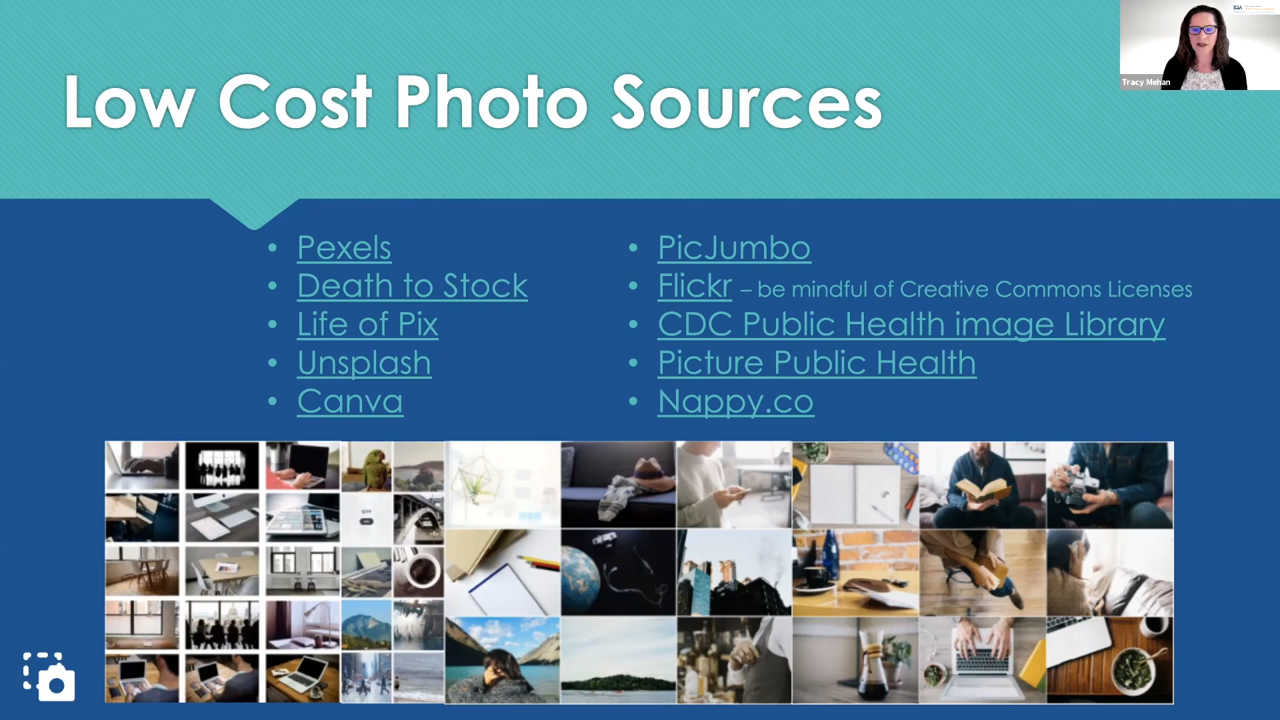 Low Cost Photo Sources
Tracy Mehan
• Pexels
• Death to Stock
• Life of Pix
• Unsplash
• Canva
• PicJumbo
• Flickr – be mindful of Creative Commons Licenses
• CDC Public Health image Library
• Picture Public Health
• Nappy.co